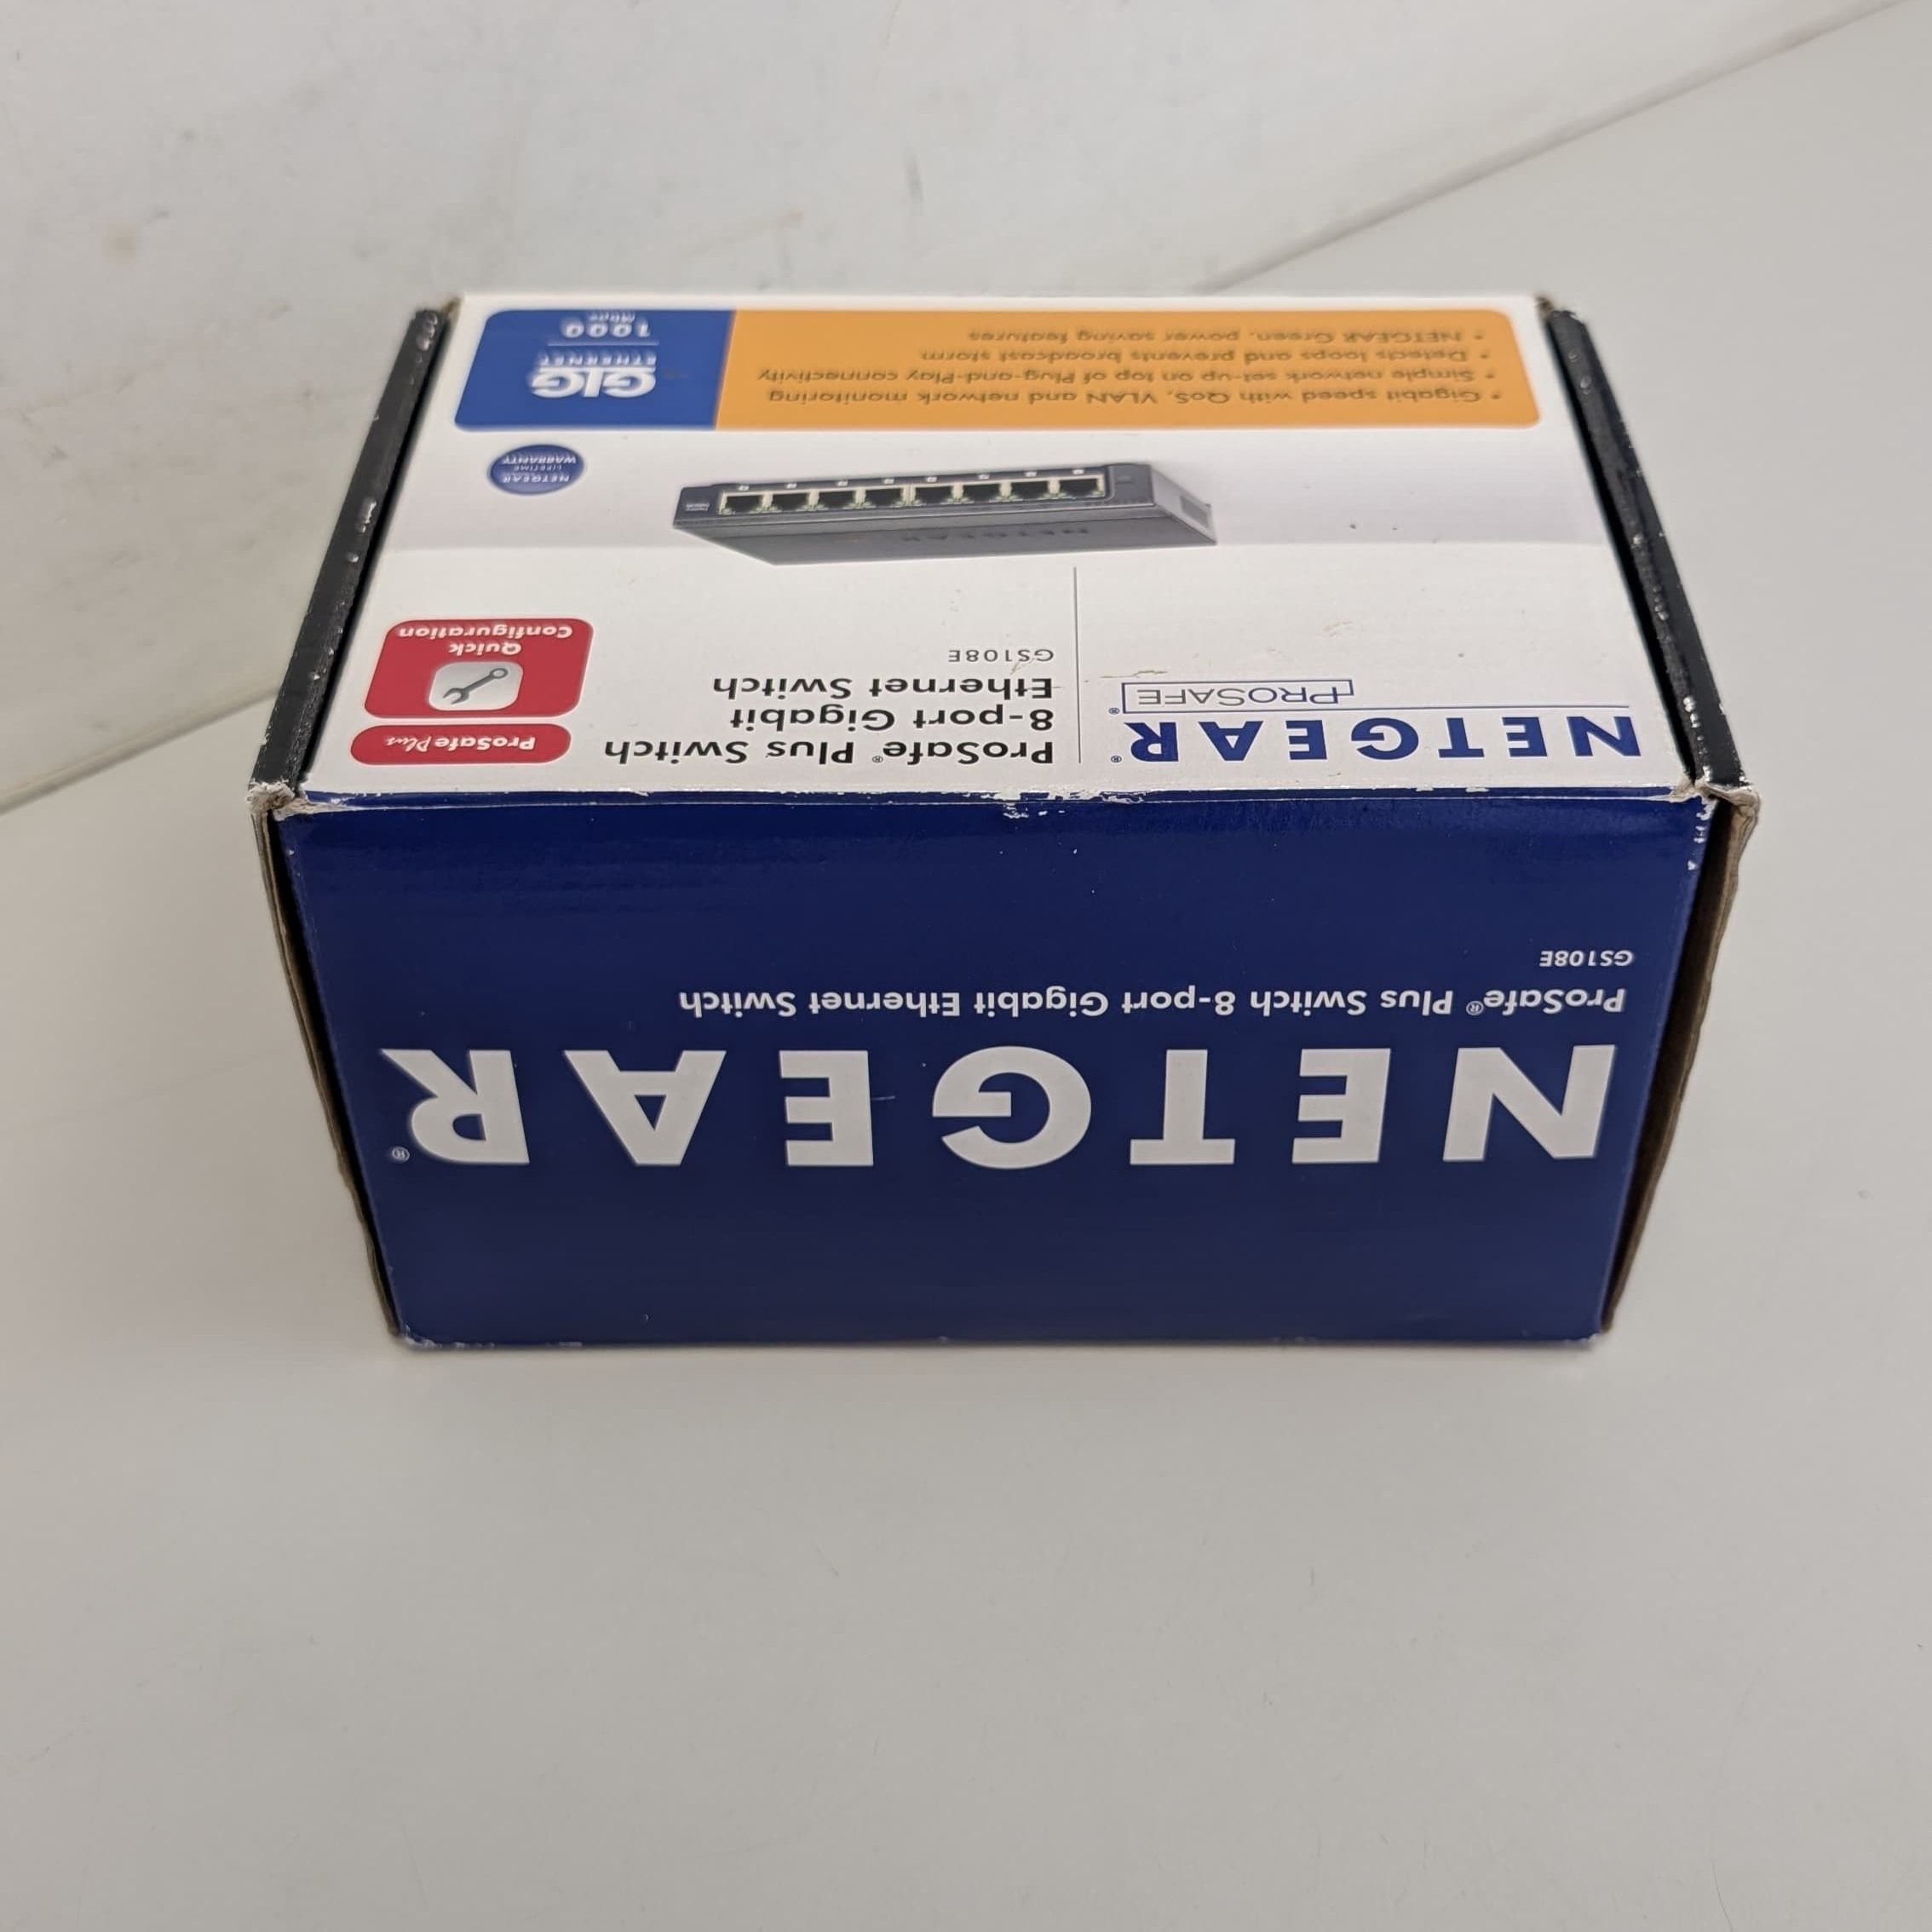 NETGEAR®
PROSAFE®
ProSafe® Plus Switch
8-port Gigabit
Ethernet Switch
GS108E
ProSafe Plus
Quick
Configuration
NETGEAR
NETGEAR
LIFETIME
WARRANTY
• Gigabit speed with QoS, VLAN and network monitoring
• Simple network set-up on top of Plug-and-Play connectivity
• Detects loops and prevents broadcast storm
• NETGEAR Green, power saving features
GIG
ETHERNET
1000
Mbps
NETGEAR®
ProSafe® Plus Switch 8-port Gigabit Ethernet Switch
GS108E